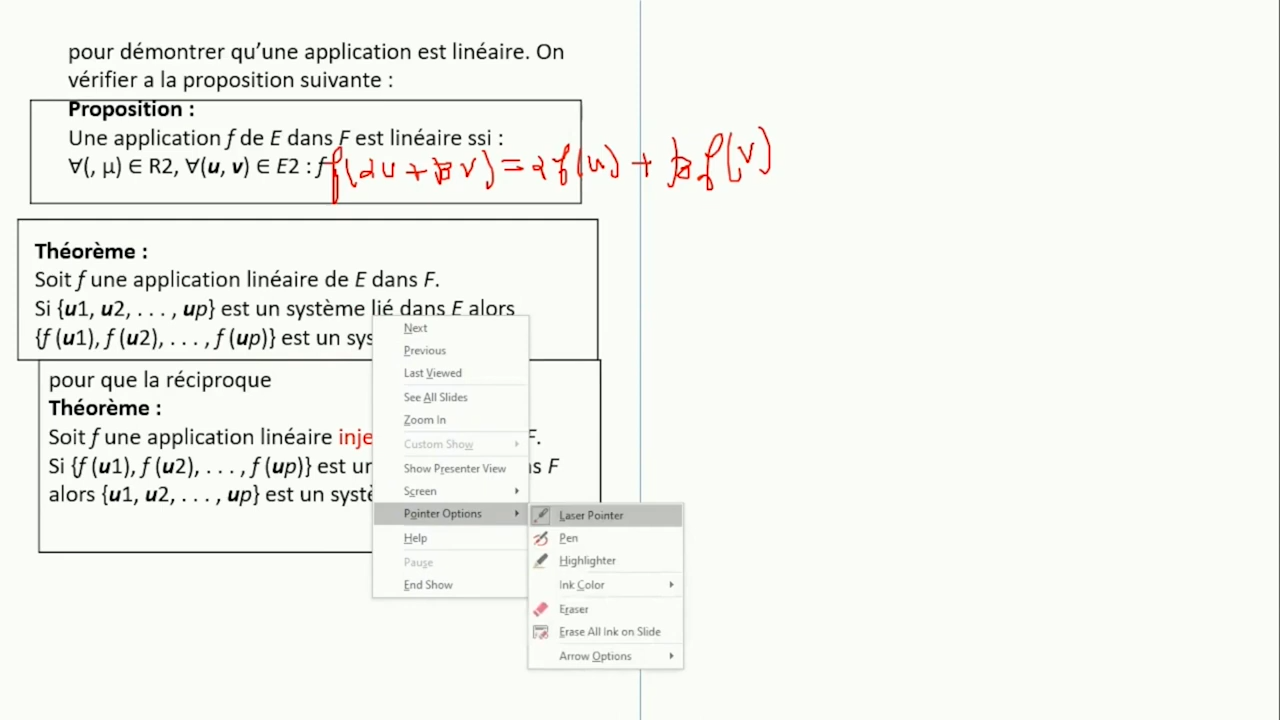 pour démontrer qu’une application est linéaire. On
vérifier a la proposition suivante :
Proposition :
Une application f de E dans F est linéaire ssi :
∀(, μ) ∈ R2, ∀(u, v) ∈ E2 : f
f(αu + v) = αf(u) + f(v)
Théorème :
Soit f une application linéaire de E dans F.
Si {u1, u2, . . . , up} est un système lié dans E alors
{f (u1), f (u2), . . . , f (up)} est un sys
pour que la réciproque
Théorème :
Soit f une application linéaire inje F.
Si {f (u1), f (u2), . . . , f (up)} est un s F
alors {u1, u2, . . . , up} est un systè
Next
Previous
Last Viewed
See All Slides
Zoom In
Custom Show
Show Presenter View
Screen
Pointer Options
Help
Pause
End Show
Laser Pointer
Pen
Highlighter
Ink Color
Eraser
Erase All Ink on Slide
Arrow Options